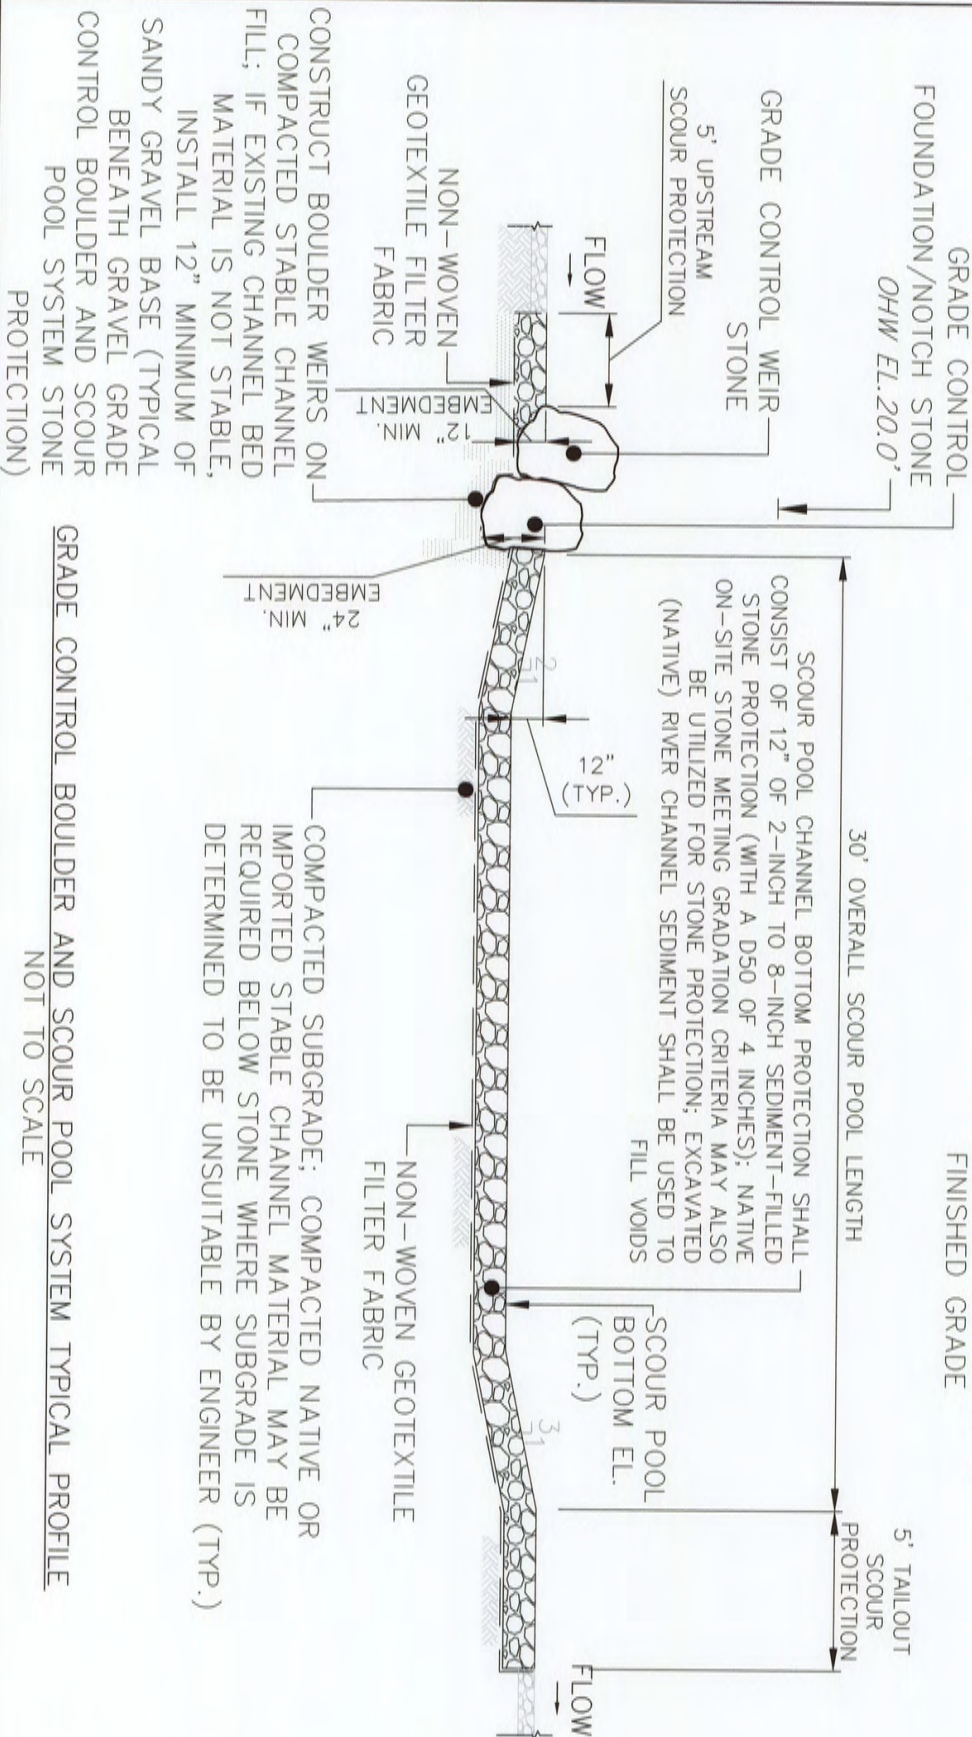 GRADE CONTROL
FOUNDATION/NOTCH STONE
OHW EL.20.0'
GRADE CONTROL WEIR
STONE
5' UPSTREAM
SCOUR PROTECTION
FLOW
NON-WOVEN
GEOTEXTILE FILTER
FABRIC
12" MIN.
EMBEDMENT
24" MIN.
EMBEDMENT
CONSTRUCT BOULDER WEIRS ON
COMPACTED STABLE CHANNEL
FILL; IF EXISTING CHANNEL BED
MATERIAL IS NOT STABLE,
INSTALL 12" MINIMUM OF
SANDY GRAVEL BASE (TYPICAL
BENEATH GRAVEL GRADE
CONTROL BOULDER AND SCOUR
POOL SYSTEM STONE
PROTECTION)
FINISHED GRADE
30' OVERALL SCOUR POOL LENGTH
SCOUR POOL CHANNEL BOTTOM PROTECTION SHALL
CONSIST OF 12" OF 2-INCH TO 8-INCH SEDIMENT-FILLED
STONE PROTECTION (WITH A D50 OF 4 INCHES); NATIVE
ON-SITE STONE MEETING GRADATION CRITERIA MAY ALSO
BE UTILIZED FOR STONE PROTECTION; EXCAVATED
(NATIVE) RIVER CHANNEL SEDIMENT SHALL BE USED TO
FILL VOIDS
2
1
12"
(TYP.)
SCOUR POOL
BOTTOM EL.
(TYP.)
3
1
5' TAILOUT
SCOUR
PROTECTION
FLOW
COMPACTED SUBGRADE; COMPACTED NATIVE OR
IMPORTED STABLE CHANNEL MATERIAL MAY BE
REQUIRED BELOW STONE WHERE SUBGRADE IS
DETERMINED TO BE UNSUITABLE BY ENGINEER (TYP.)
NON-WOVEN GEOTEXTILE
FILTER FABRIC
GRADE CONTROL BOULDER AND SCOUR POOL SYSTEM TYPICAL PROFILE
NOT TO SCALE